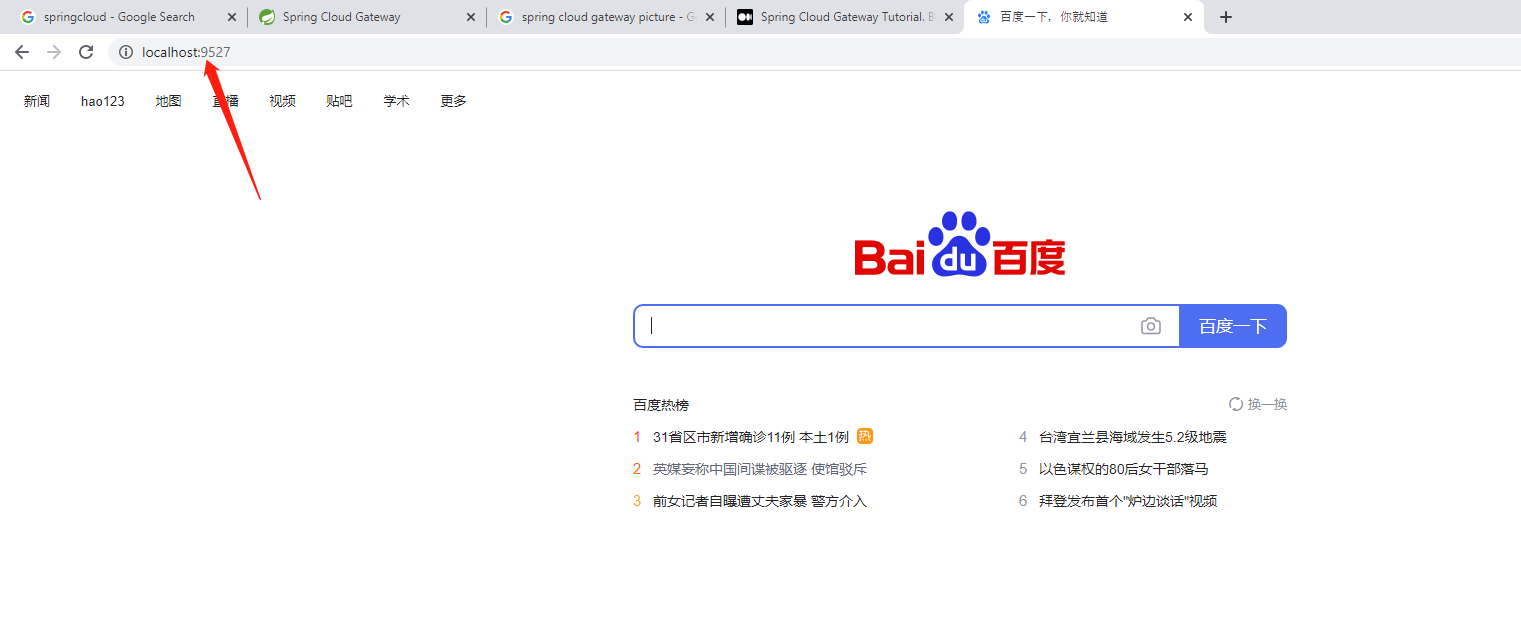 springcloud - Google Search
Spring Cloud Gateway
spring cloud gateway picture - G
Spring Cloud Gateway Tutorial. B
百度一下，你就知道
localhost:9527
新闻 hao123 地图 直播 视频 贴吧 学术 更多
Bai du 百度
百度一下
百度热榜 换一换
1 31省区市新增确诊11例 本土1例 热
2 英媒妄称中国间谍被驱逐 使馆驳斥
3 前女记者自曝遭丈夫家暴 警方介入
4 台湾宜兰县海域发生5.2级地震
5 以色谋权的80后女干部落马
6 拜登发布首个"炉边谈话"视频